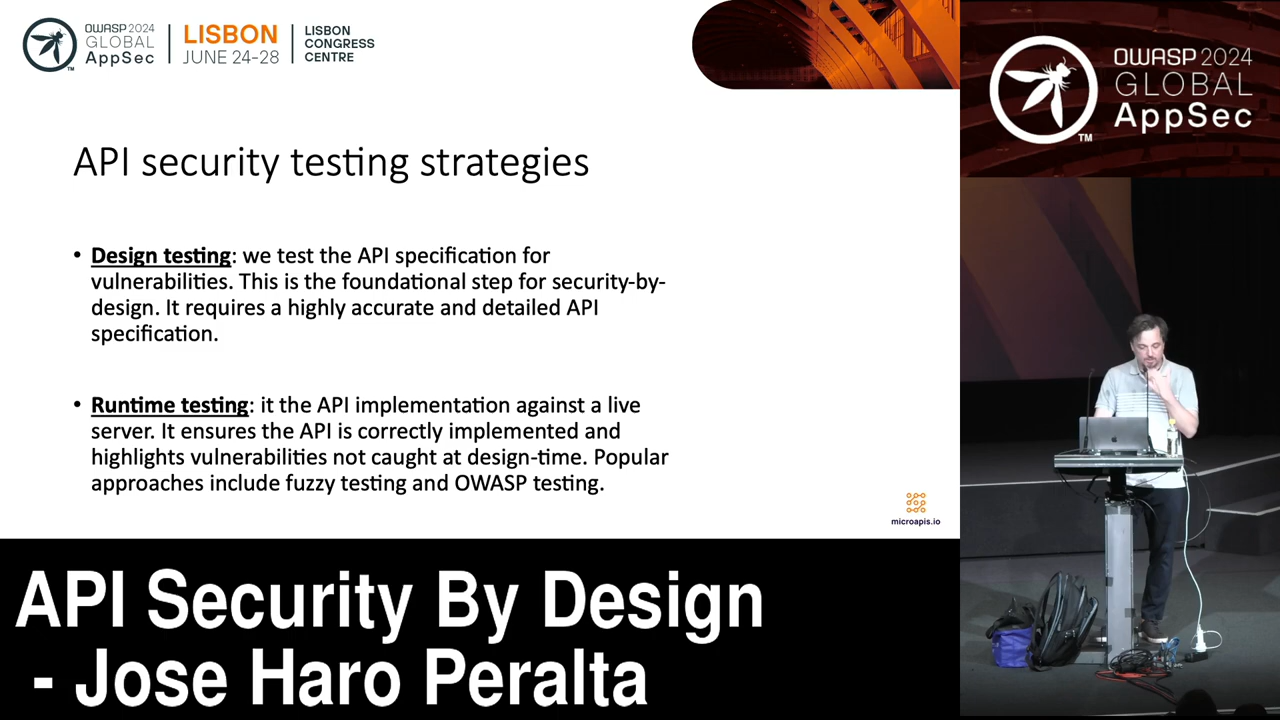 OWASP 2024
GLOBAL
AppSec
LISBON
JUNE 24-28
LISBON
CONGRESS
CENTRE
TM
OWASP 2024
GLOBAL
AppSec
TM
API security testing strategies
• Design testing: we test the API specification for
vulnerabilities. This is the foundational step for security-by-
design. It requires a highly accurate and detailed API
specification.
• Runtime testing: it the API implementation against a live
server. It ensures the API is correctly implemented and
highlights vulnerabilities not caught at design-time. Popular
approaches include fuzzy testing and OWASP testing.
microapis.io
API Security By Design
- Jose Haro Peralta